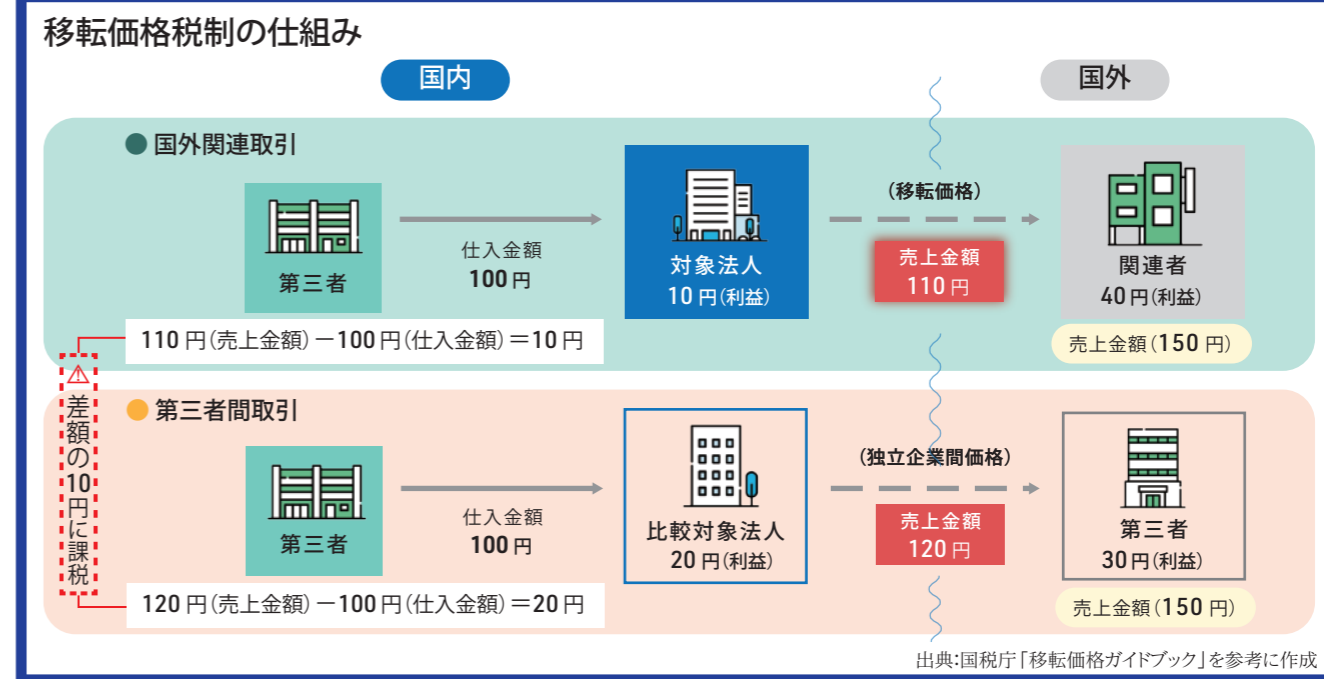 移転価格税制の仕組み
国内
国外
国外関連取引
第三者
仕入金額
100円
対象法人
10円(利益)
(移転価格)
売上金額
110円
関連者
40円(利益)
売上金額(150円)
110円(売上金額)－100円(仕入金額)＝10円
差額の10円に課税
第三者間取引
第三者
仕入金額
100円
比較対象法人
20円(利益)
(独立企業間価格)
売上金額
120円
第三者
30円(利益)
売上金額(150円)
120円(売上金額)－100円(仕入金額)＝20円
出典:国税庁「移転価格ガイドブック」を参考に作成